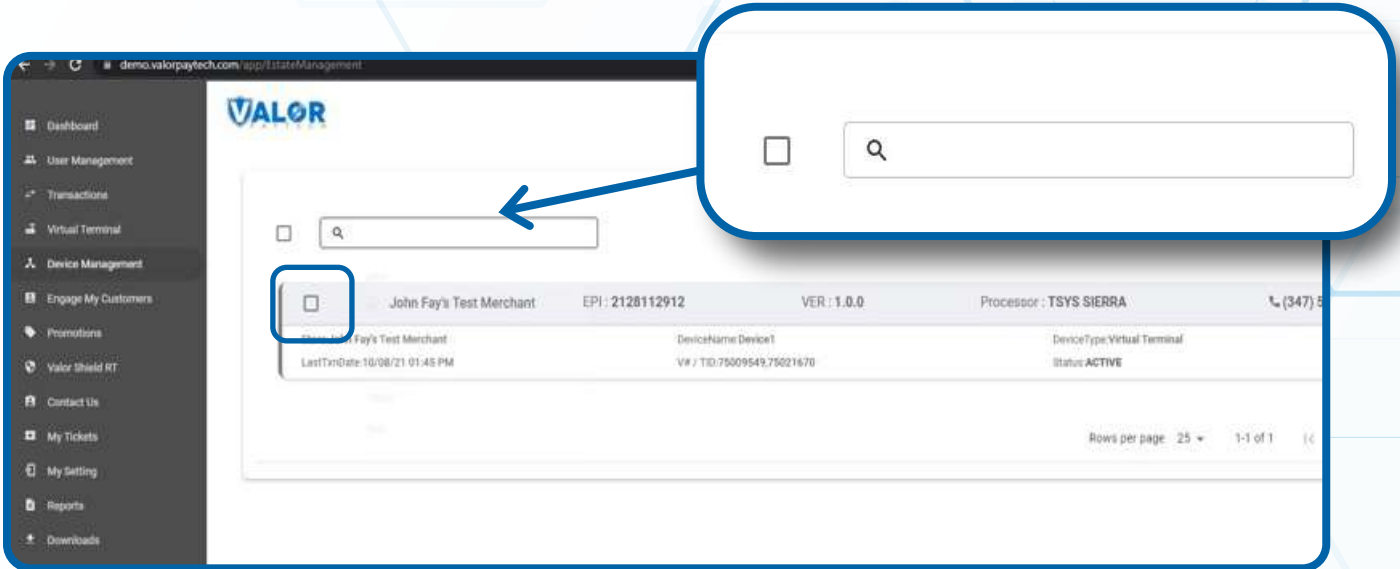 demo.valorpaytech.com/app/EstateManagement
VALOR
PAYTECH
Dashboard
User Management
Transactions
Virtual Terminal
Device Management
Engage My Customers
Promotions
Valor Shield RT
Contact Us
My Tickets
My Setting
Reports
Downloads
John Fay's Test Merchant EPI : 2128112912 VER : 1.0.0 Processor : TSYS SIERRA (347) 5
Store:John Fay's Test Merchant DeviceName:Device1 DeviceType:Virtual Terminal
LastTxnDate:10/08/21 01:45 PM V# / TID:75009549,75021670 Status:ACTIVE
Rows per page 25 1-1 of 1